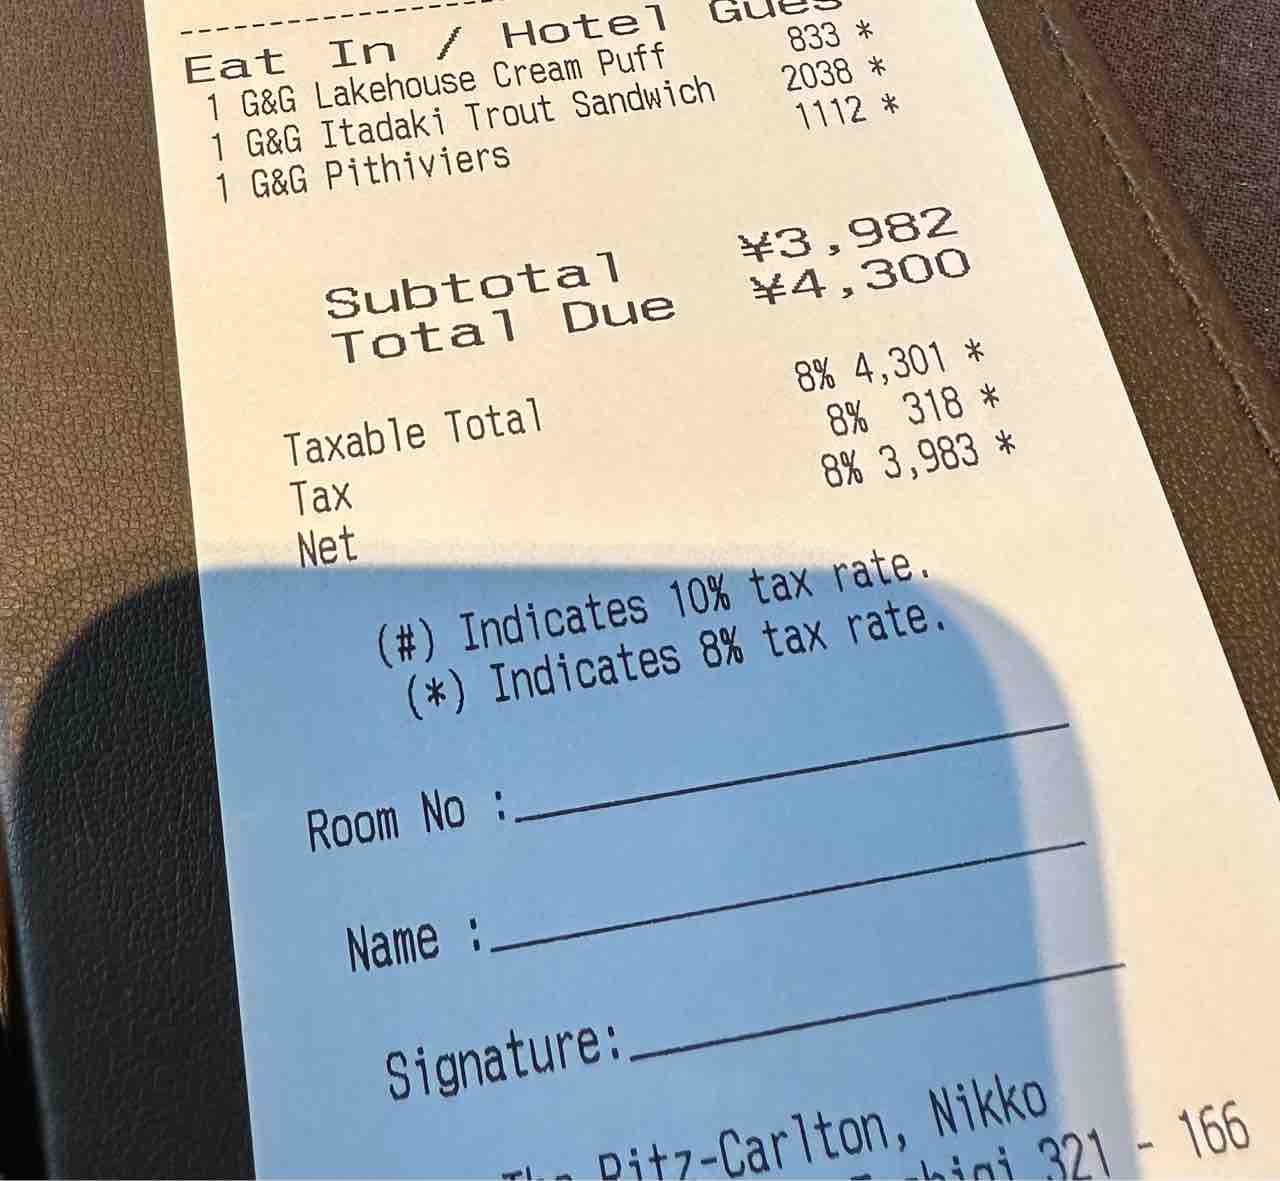 Eat In / Hotel Gues
1 G&G Lakehouse Cream Puff 833 *
1 G&G Itadaki Trout Sandwich 2038 *
1 G&G Pithiviers 1112 *
Subtotal ¥3,982
Total Due ¥4,300
Taxable Total 8% 4,301 *
Tax 8% 318 *
Net 8% 3,983 *
(#) Indicates 10% tax rate.
(*) Indicates 8% tax rate.
Room No :
Name :
Signature:
The Ritz-Carlton, Nikko
321 - 166